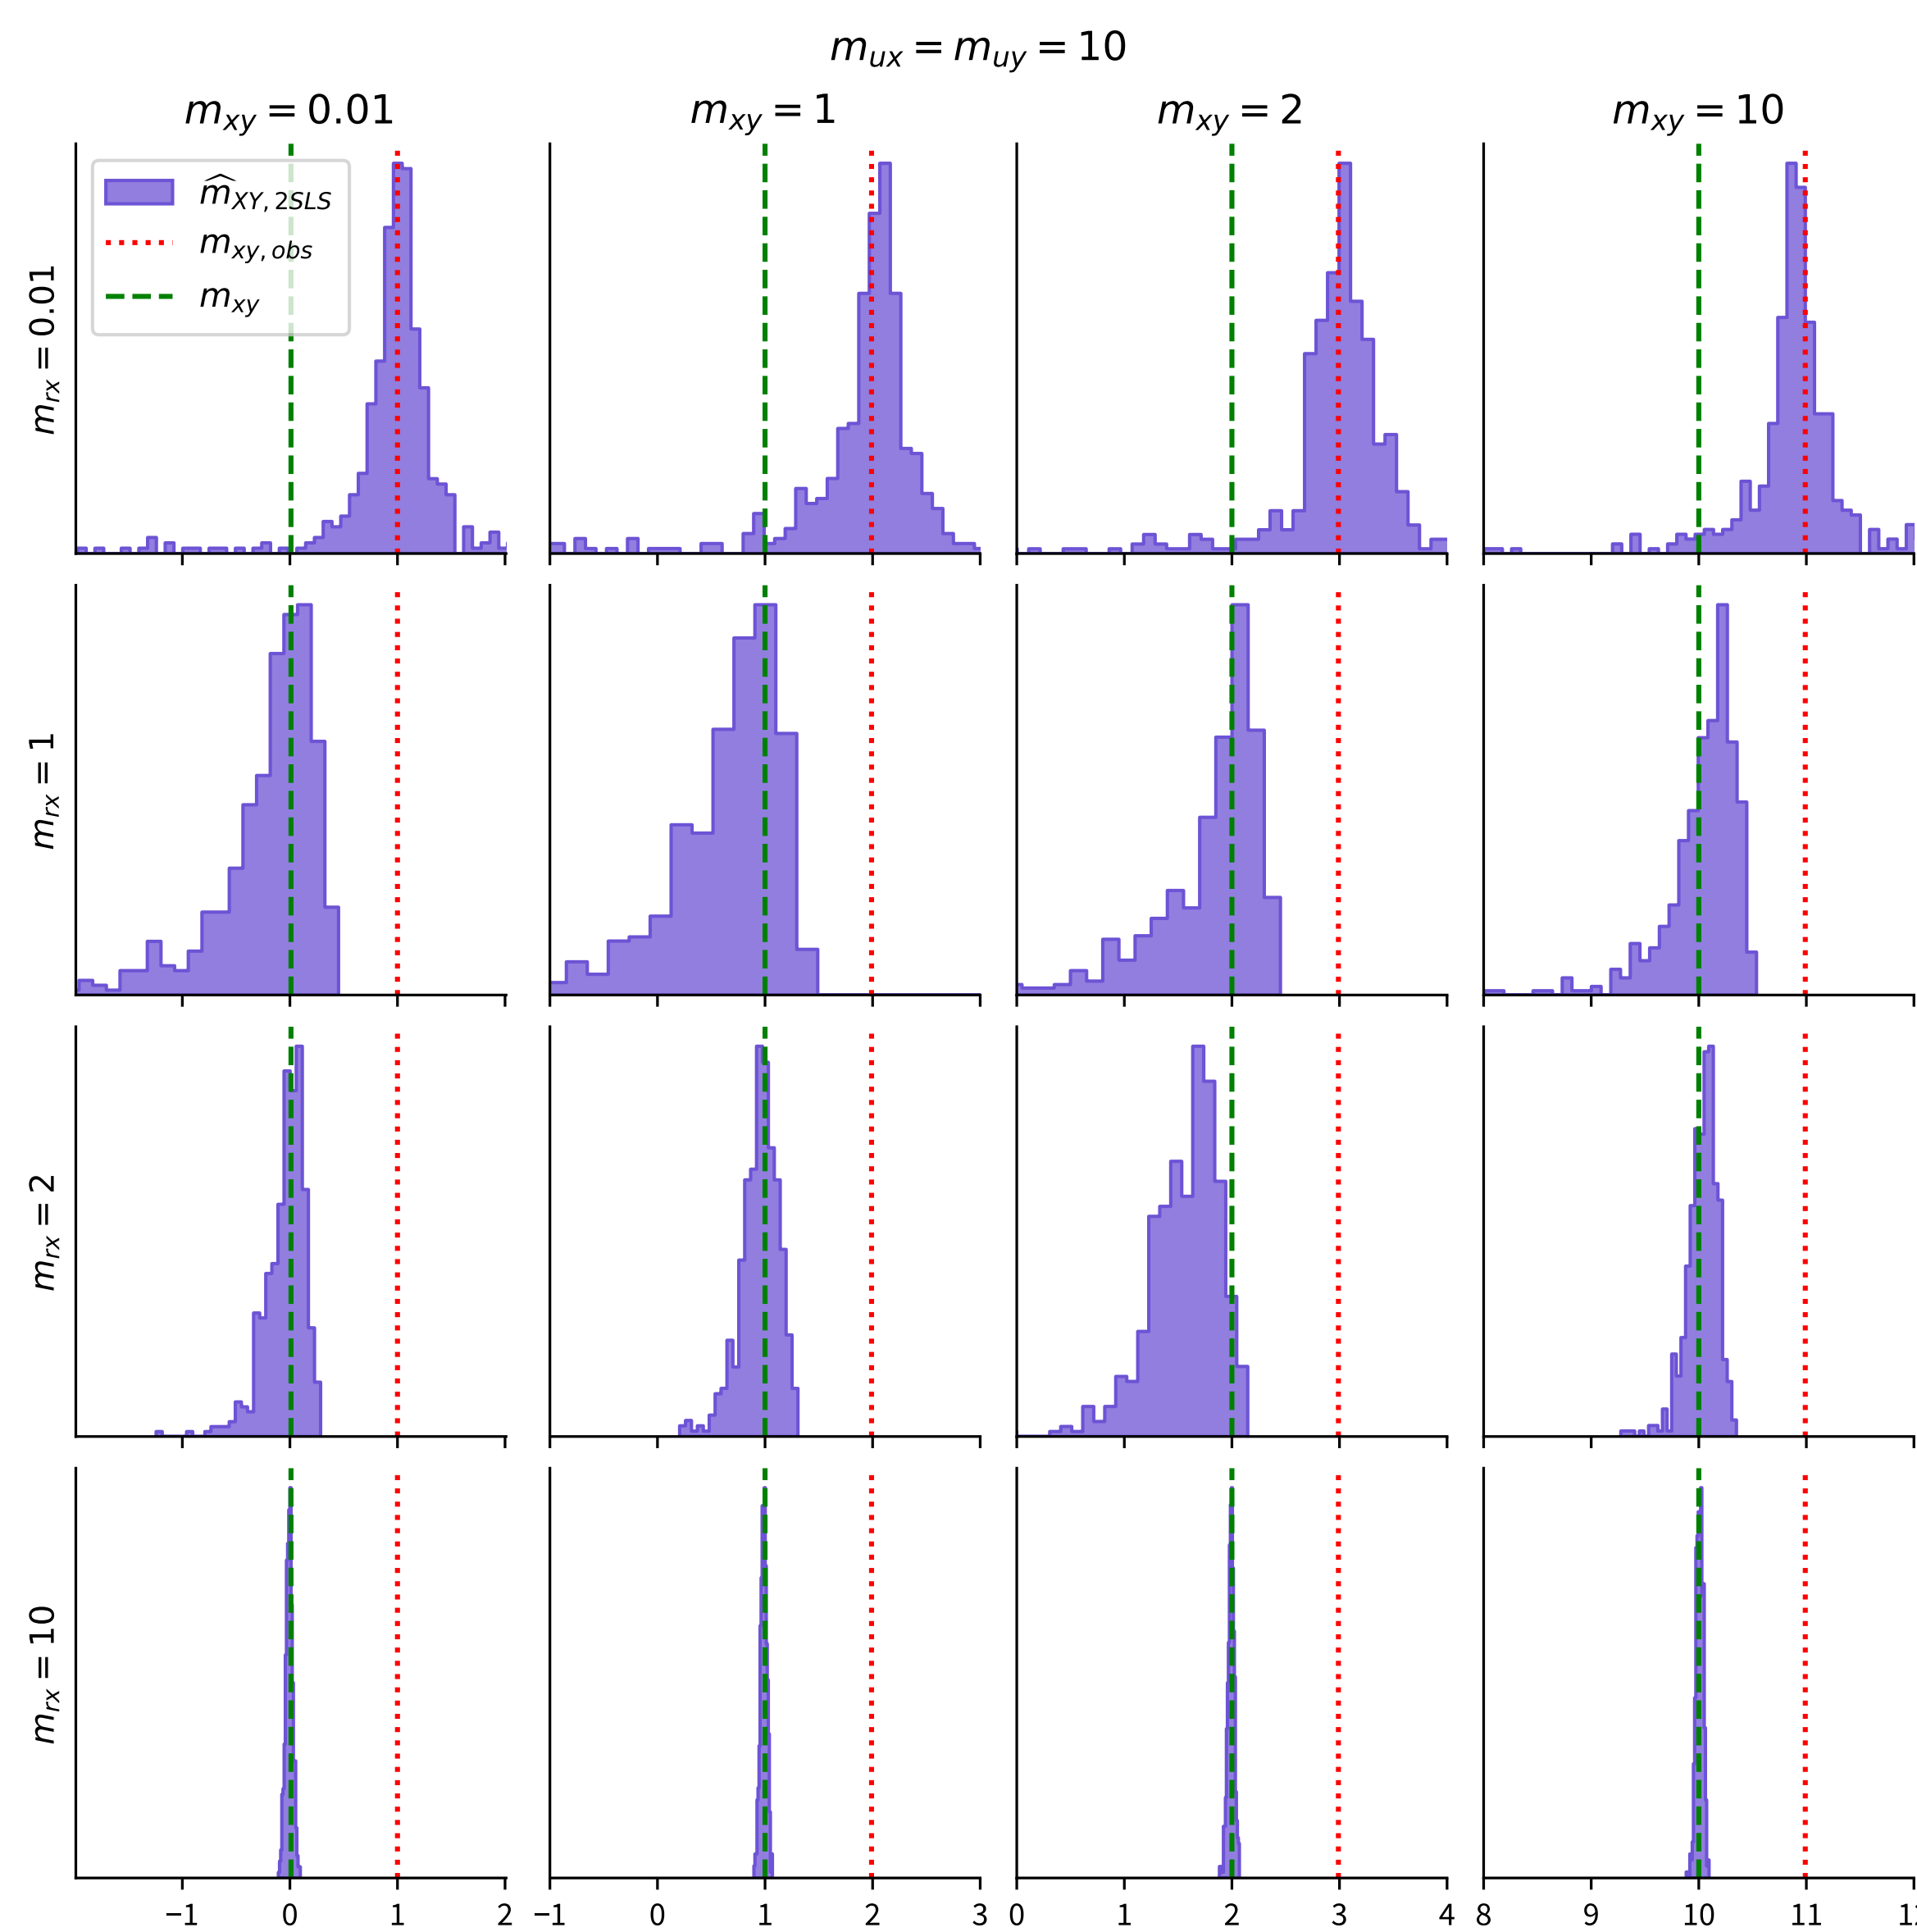 m_ux = m_uy = 10
m_xy = 0.01 m_xy = 1 m_xy = 2 m_xy = 10
m̂_XY, 2SLS
m_xy, obs
m_xy
m_rx = 0.01
m_rx = 1
m_rx = 2
m_rx = 10
−1 0 1 2 −1 0 1 2 3 0 1 2 3 4 8 9 10 11